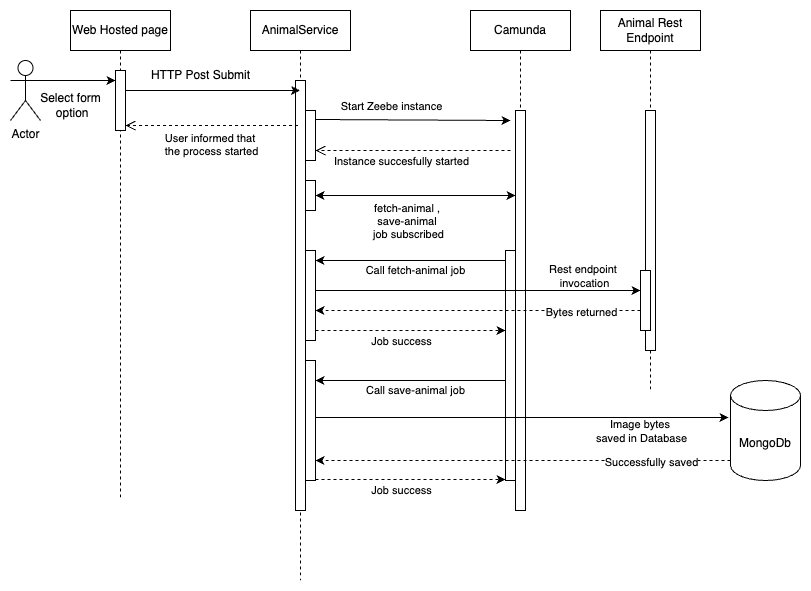 Web Hosted page
AnimalService
Camunda
Animal Rest
Endpoint
HTTP Post Submit
Select form
option
Actor
Start Zeebe instance
User informed that
the process started
Instance succesfully started
fetch-animal ,
save-animal
job subscribed
Call fetch-animal job
Rest endpoint
invocation
Bytes returned
Job success
Call save-animal job
Image bytes
saved in Database
MongoDb
Successfully saved
Job success